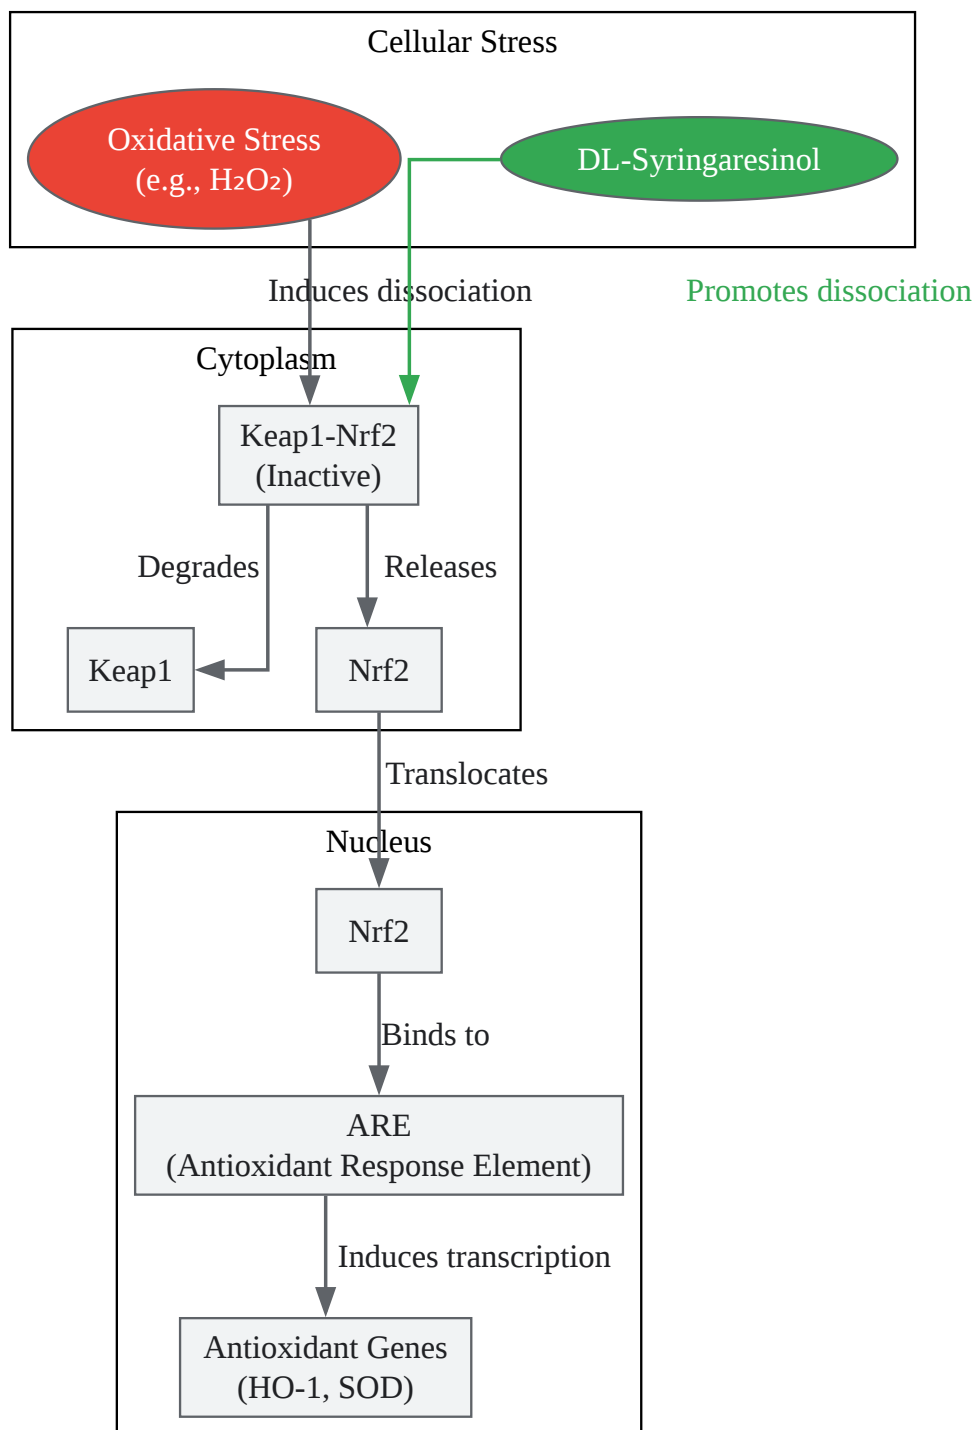 Cellular Stress
Oxidative Stress
(e.g., H₂O₂)
DL-Syringaresinol
Induces dissociation
Promotes dissociation
Cytoplasm
Keap1-Nrf2
(Inactive)
Degrades
Releases
Keap1
Nrf2
Translocates
Nucleus
Nrf2
Binds to
ARE
(Antioxidant Response Element)
Induces transcription
Antioxidant Genes
(HO-1, SOD)